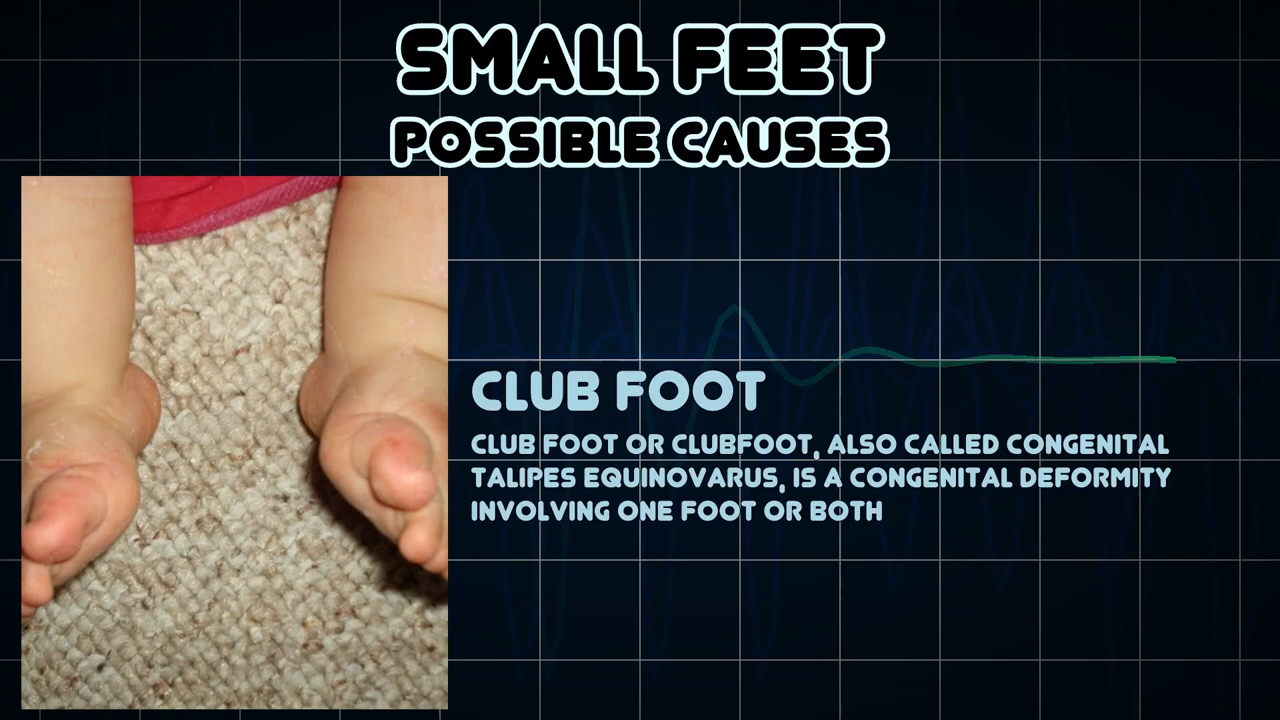 SMALL FEET
POSSIBLE CAUSES
CLUB FOOT
CLUB FOOT OR CLUBFOOT, ALSO CALLED CONGENITAL
TALIPES EQUINOVARUS, IS A CONGENITAL DEFORMITY
INVOLVING ONE FOOT OR BOTH